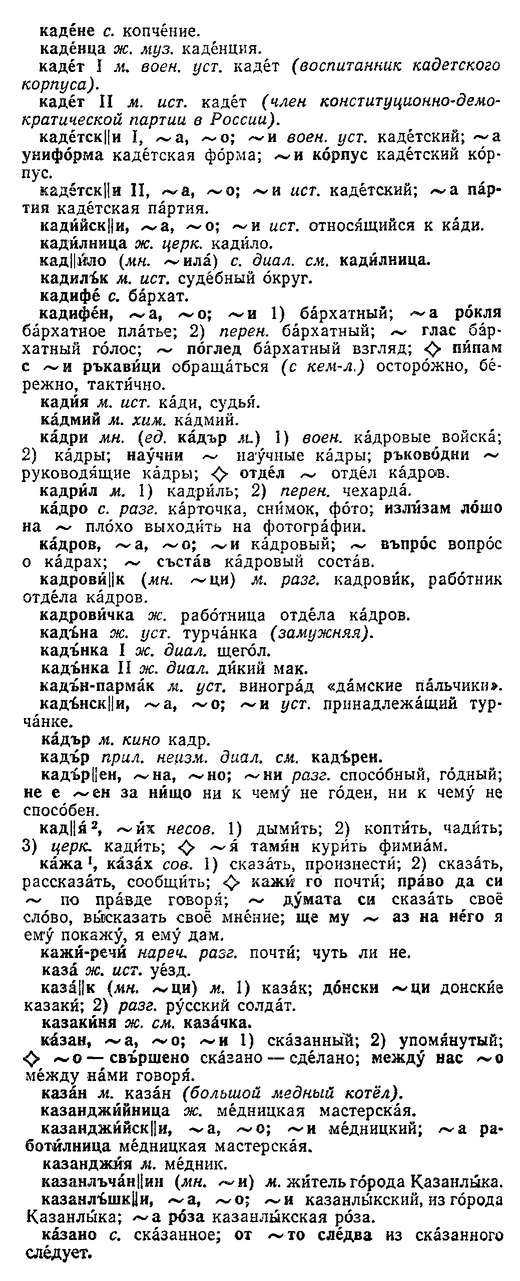 каде́не с. копче́ние.
каде́нца ж. муз. каде́нция.
каде́т I м. воен. уст. каде́т (воспитанник кадетского
корпуса).
каде́т II м. ист. каде́т (член конституционно-демо-
кратической партии в России).
каде́тск||и I, ~а, ~о; ~и воен. уст. каде́тский; ~а
унифо́рма каде́тская фо́рма; ~и ко́рпус каде́тский ко́р-
пус.
каде́тск||и II, ~а, ~о; ~и ист. каде́тский; ~а па́р-
тия каде́тская па́ртия.
кади́йск||и, ~а, ~о; ~и ист. относя́щийся к ка́ди.
кади́лница ж. церк. кади́ло.
кад||и́ло (мн. ~ила́) с. диал. см. кади́лница.
кадилъ́к м. ист. суде́бный о́круг.
кадифе́ с. ба́рхат.
кадифе́н, ~а, ~о; ~и 1) ба́рхатный; ~а ро́кля
ба́рхатное пла́тье; 2) перен. ба́рхатный; ~ глас ба́р-
хатный го́лос; ~ по́глед ба́рхатный взгляд; ◇ пи́пам
с ~и ръкави́ци обраща́ться (с кем-л.) осторо́жно, бе́-
режно, такти́чно.
кади́я м. ист. ка́ди, судья́.
ка́дмий м. хим. ка́дмий.
ка́дри мн. (ед. ка́дър м.) 1) воен. ка́дровые войска́;
2) ка́дры; нау́чни ~ нау́чные ка́дры; ръково́дни ~
руководя́щие ка́дры; ◇ отде́л ~ отде́л ка́дров.
кадри́л м. 1) кадри́ль; 2) перен. чехарда́.
ка́дро с. разг. ка́рточка, сни́мок, фо́то; изли́зам ло́шо
на ~ пло́хо выходи́ть на фотогра́фии.
ка́дров, ~а, ~о; ~и ка́дровый; ~ въпро́с вопро́с
о ка́драх; ~ съста́в ка́дровый соста́в.
кадрови́||к (мн. ~ци) м. разг. кадрови́к, рабо́тник
отде́ла ка́дров.
кадрови́чка ж. рабо́тница отде́ла ка́дров.
кадъ́на ж. уст. турча́нка (замужняя).
кадъ́нка I ж. диал. щего́л.
кадъ́нка II ж. диал. ди́кий мак.
кадъ́н-парма́к м. уст. виногра́д «да́мские па́льчики».
кадъ́нск||и, ~а, ~о; ~и уст. принадлежа́щий тур-
ча́нке.
ка́дър м. кино кадр.
кадъ́р прил. неизм. диал. см. кадъ́рен.
кадъ́р||ен, ~на, ~но; ~ни разг. спосо́бный, го́дный;
не е ~ен за ни́що ни к чему́ не го́ден, ни к чему́ не
спосо́бен.
кад||я́², ~и́х несов. 1) дыми́ть; 2) копти́ть, чади́ть;
3) церк. кади́ть; ◇ ~я́ тамя́н кури́ть фимиа́м.
ка́жа¹, ка́зах сов. 1) сказа́ть, произнести́; 2) сказа́ть,
рассказа́ть, сообщи́ть; ◇ кажи́ го почти́; пра́во да си
~ по пра́вде говоря́; ~ ду́мата си сказа́ть своё
сло́во, вы́сказать своё мне́ние; ще му ~ аз на не́го я
ему́ покажу́, я ему́ дам.
кажи́-речи́ нареч. разг. почти́; чуть ли не.
каза́ ж. ист. уе́зд.
каза́||к (мн. ~ци) м. 1) каза́к; до́нски ~ци донски́е
казаки́; 2) разг. ру́сский солда́т.
казаки́ня ж. см. каза́чка.
ка́зан, ~а, ~о; ~и 1) ска́занный; 2) упомя́нутый;
◇ ~о — свъ́ршено ска́зано — сде́лано; между́ нас ~о
ме́жду на́ми говоря́.
каза́н м. каза́н (большой медный котёл).
казанджи́йница ж. ме́дницкая мастерска́я.
казанджи́йск||и, ~а, ~о; ~и ме́дницкий; ~а ра-
боти́лница ме́дницкая мастерска́я.
казанджи́я м. ме́дник.
казанлъча́н||ин (мн. ~и) м. жи́тель го́рода Казанлы́ка.
казанлъ́шк||и, ~а, ~о; ~и казанлы́кский, из го́рода
Казанлы́ка; ~а ро́за казанлы́кская ро́за.
ка́зано с. ска́занное; от ~то сле́два из ска́занного
сле́дует.